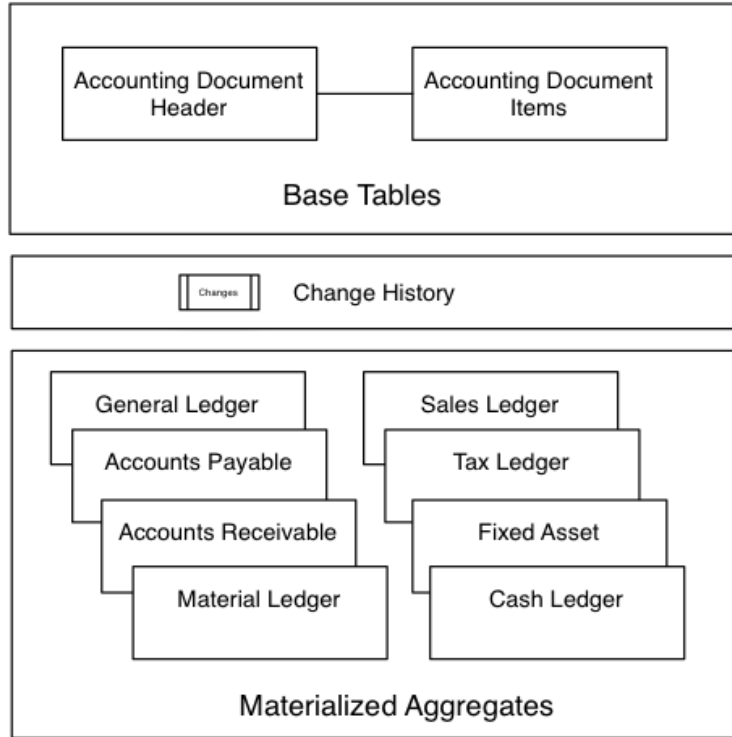 Accounting Document
Header
Accounting Document
Items
Base Tables
Changes
Change History
General Ledger
Accounts Payable
Accounts Receivable
Material Ledger
Sales Ledger
Tax Ledger
Fixed Asset
Cash Ledger
Materialized Aggregates